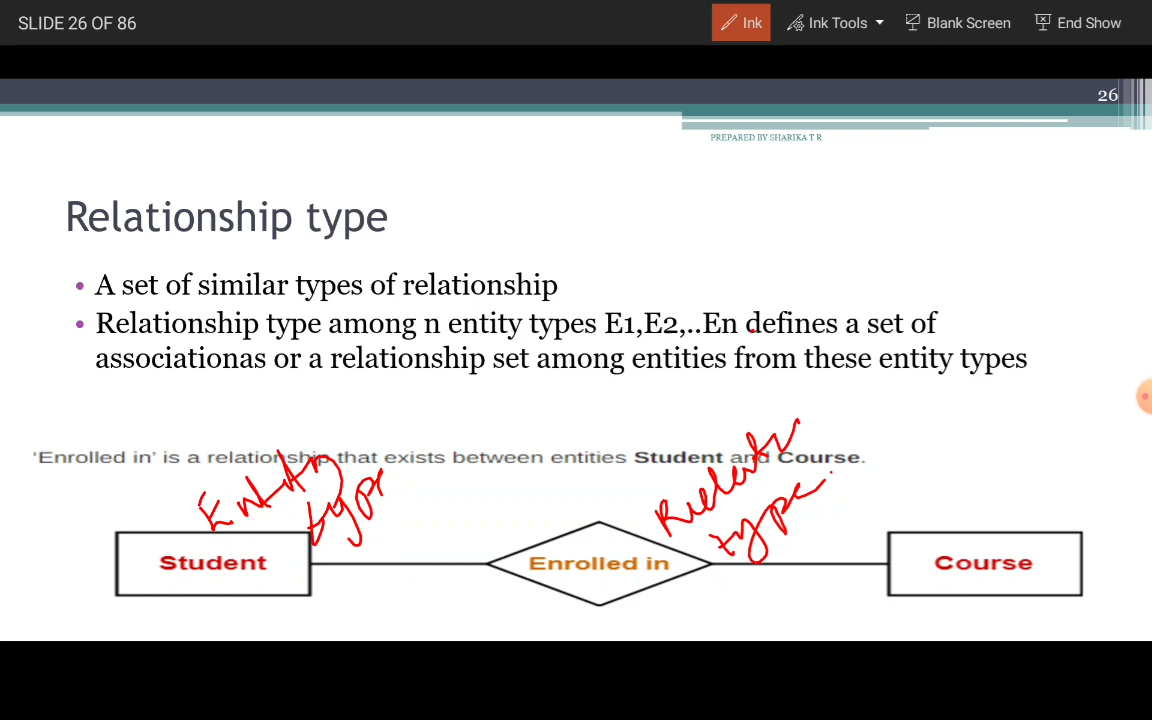 SLIDE 26 OF 86
Ink
Ink Tools
Blank Screen
End Show
26
PREPARED BY SHARIKA T R
Relationship type
• A set of similar types of relationship
• Relationship type among n entity types E1,E2,..En defines a set of
associationas or a relationship set among entities from these entity types
'Enrolled in' is a relationship that exists between entities Student and Course.
Entity
type
type
Student
Enrolled in
Course